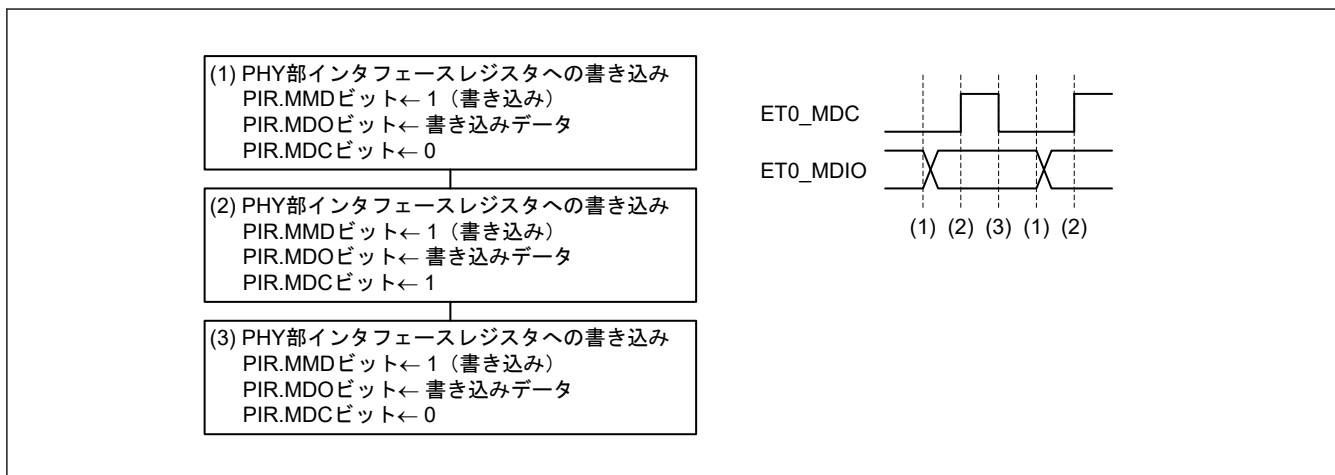 (1) PHY部インタフェースレジスタへの書き込み
PIR.MMDビット← 1（書き込み）
PIR.MDOビット← 書き込みデータ
PIR.MDCビット← 0
(2) PHY部インタフェースレジスタへの書き込み
PIR.MMDビット← 1（書き込み）
PIR.MDOビット← 書き込みデータ
PIR.MDCビット← 1
(3) PHY部インタフェースレジスタへの書き込み
PIR.MMDビット← 1（書き込み）
PIR.MDOビット← 書き込みデータ
PIR.MDCビット← 0
ET0_MDC
ET0_MDIO
(1) (2) (3) (1) (2)